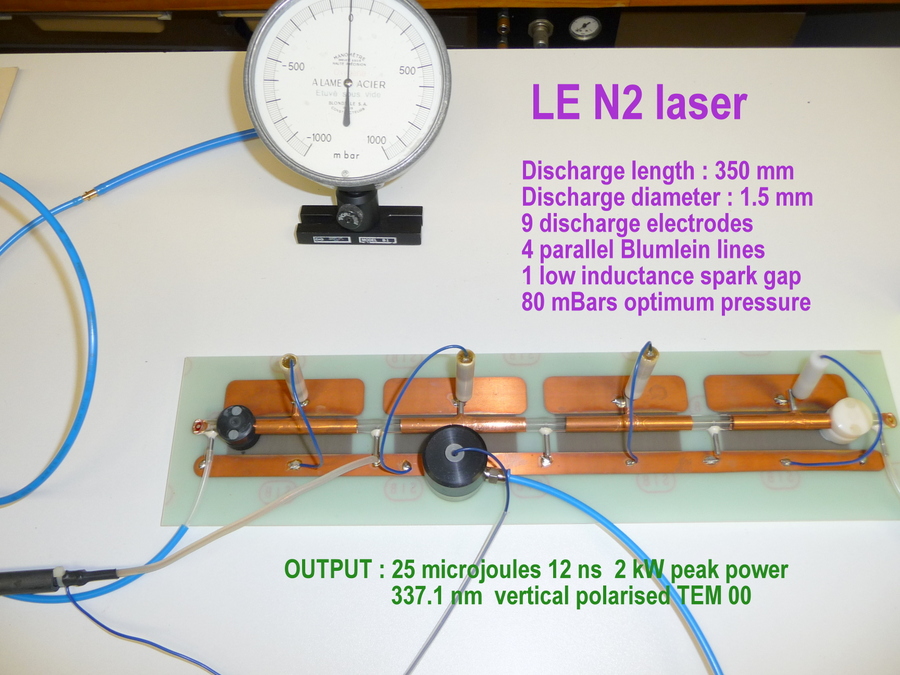 0
-500
500
MANOMETRE
A LAME ACIER
Etuve sous vide
BLONDELLE S.A.
-1000
1000
m bar
LE N2 laser
Discharge length : 350 mm
Discharge diameter : 1.5 mm
9 discharge electrodes
4 parallel Blumlein lines
1 low inductance spark gap
80 mBars optimum pressure
OUTPUT : 25 microjoules 12 ns 2 kW peak power
337.1 nm vertical polarised TEM 00